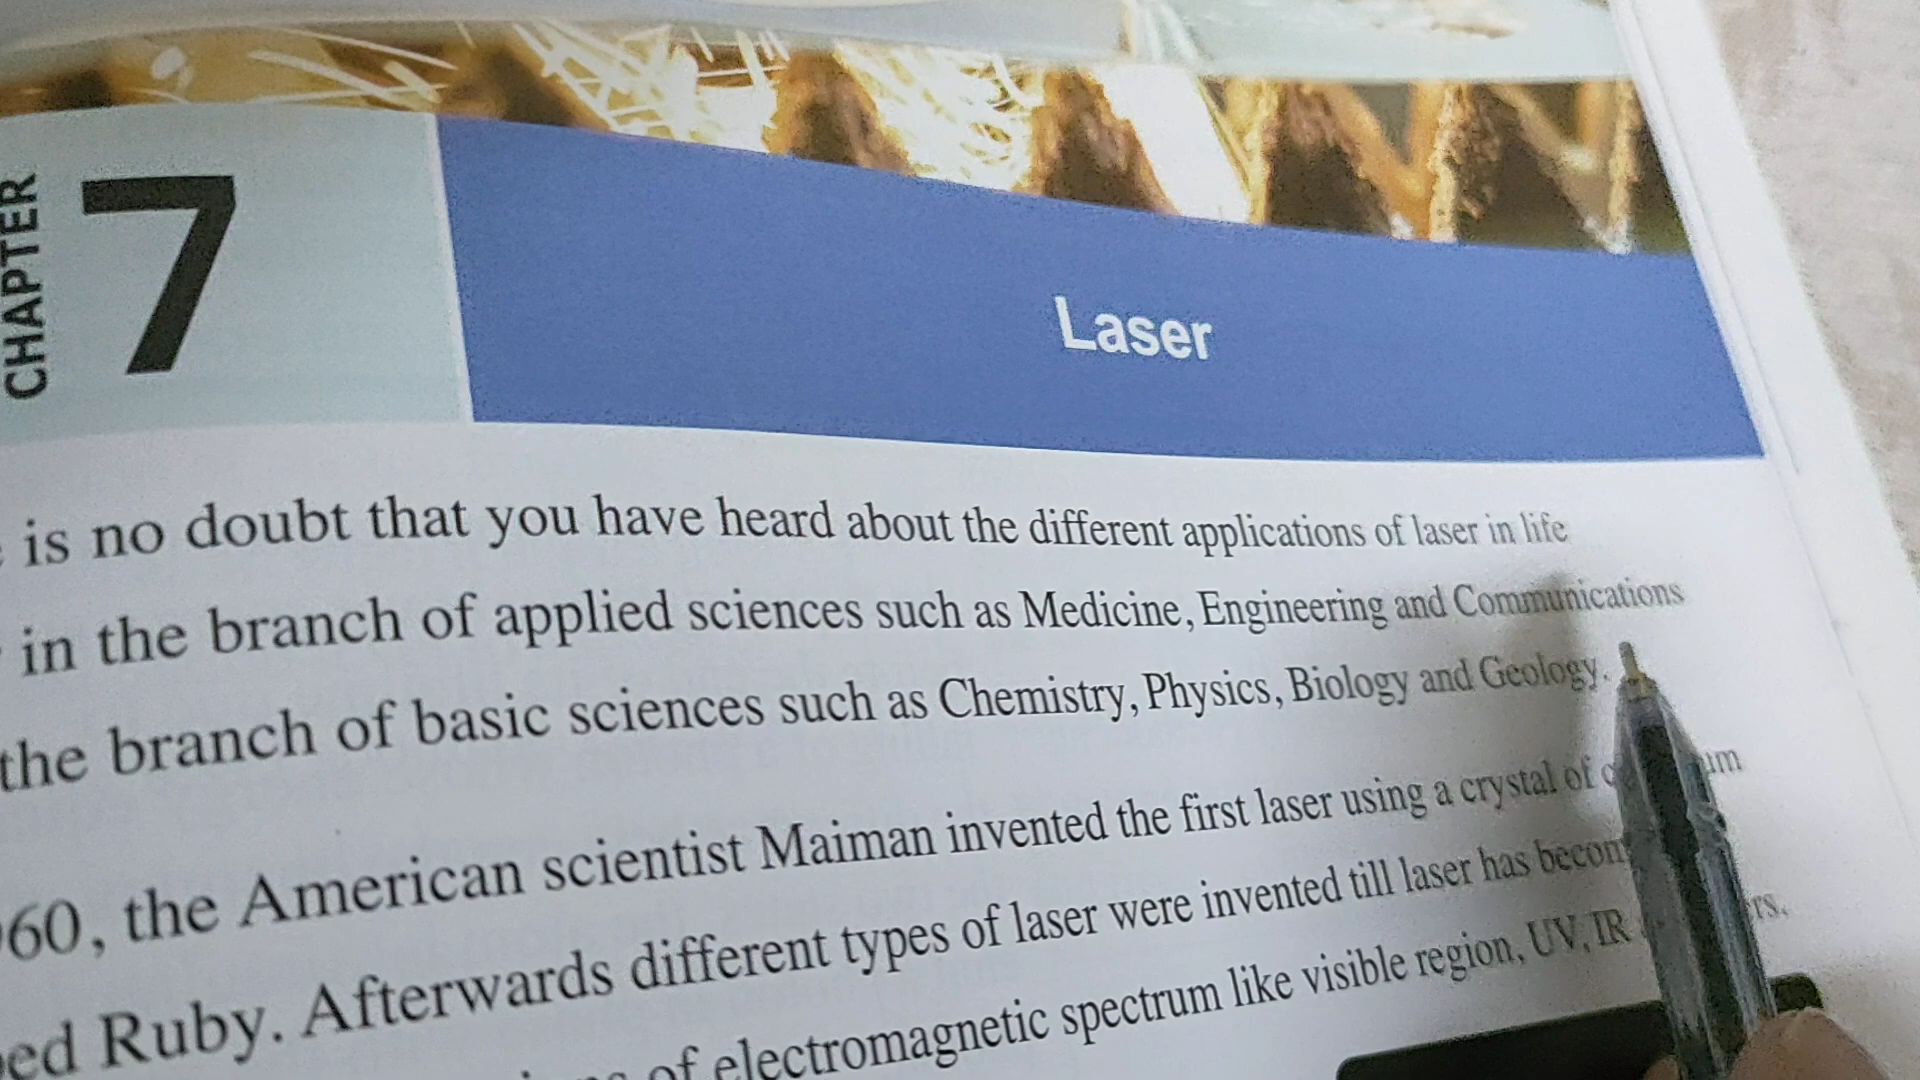 CHAPTER
7
Laser
is no doubt that you have heard about the different applications of laser in life
in the branch of applied sciences such as Medicine, Engineering and Communications
the branch of basic sciences such as Chemistry, Physics, Biology and Geology.
60, the American scientist Maiman invented the first laser using a crystal of
Ruby. Afterwards different types of laser were invented till laser has
of electromagnetic spectrum like visible region, UV, IR